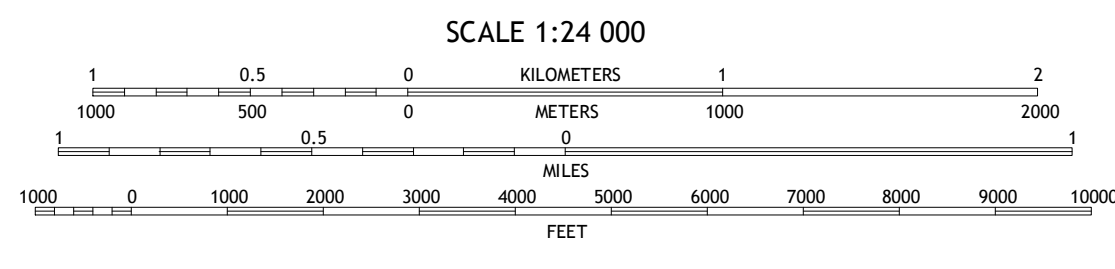 SCALE 1:24 000
1 0.5 0 KILOMETERS 1 2
1000 500 0 METERS 1000 2000
1 0.5 0 1
MILES
1000 0 1000 2000 3000 4000 5000 6000 7000 8000 9000 10000
FEET